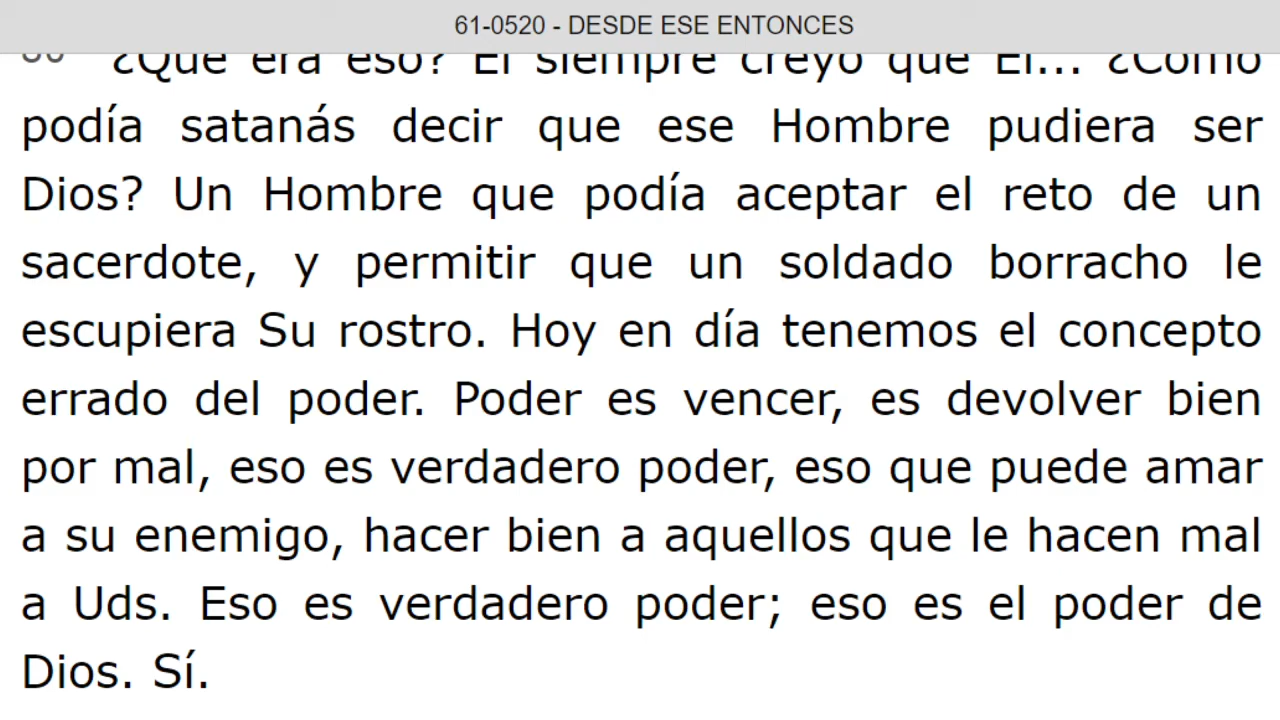 61-0520 - DESDE ESE ENTONCES
¿Qué era eso? Él siempre creyó que Él... ¿Cómo
podía satanás decir que ese Hombre pudiera ser
Dios? Un Hombre que podía aceptar el reto de un
sacerdote, y permitir que un soldado borracho le
escupiera Su rostro. Hoy en día tenemos el concepto
errado del poder. Poder es vencer, es devolver bien
por mal, eso es verdadero poder, eso que puede amar
a su enemigo, hacer bien a aquellos que le hacen mal
a Uds. Eso es verdadero poder; eso es el poder de
Dios. Sí.